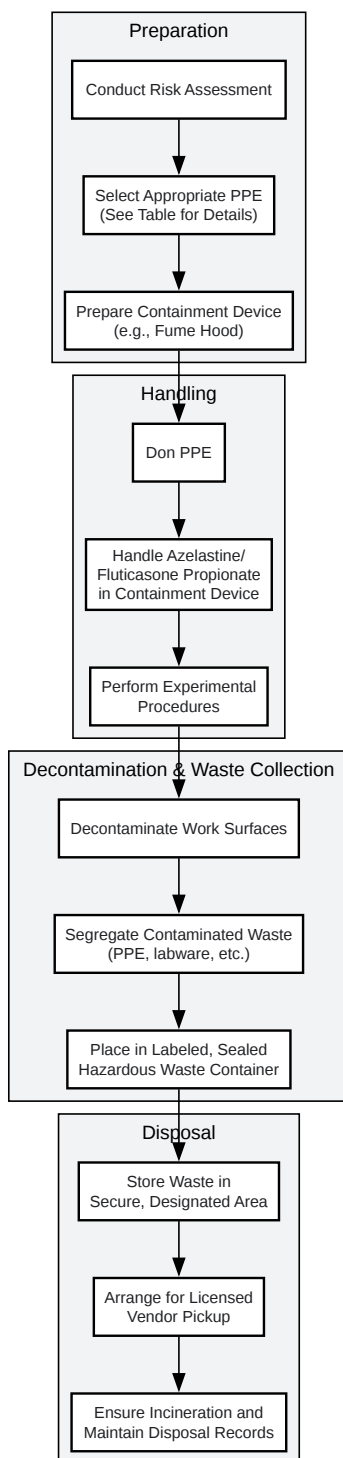 Preparation
Conduct Risk Assessment
Select Appropriate PPE
(See Table for Details)
Prepare Containment Device
(e.g., Fume Hood)
Handling
Don PPE
Handle Azelastine/
Fluticasone Propionate
in Containment Device
Perform Experimental
Procedures
Decontamination & Waste Collection
Decontaminate Work Surfaces
Segregate Contaminated Waste
(PPE, labware, etc.)
Place in Labeled, Sealed
Hazardous Waste Container
Disposal
Store Waste in
Secure, Designated Area
Arrange for Licensed
Vendor Pickup
Ensure Incineration and
Maintain Disposal Records